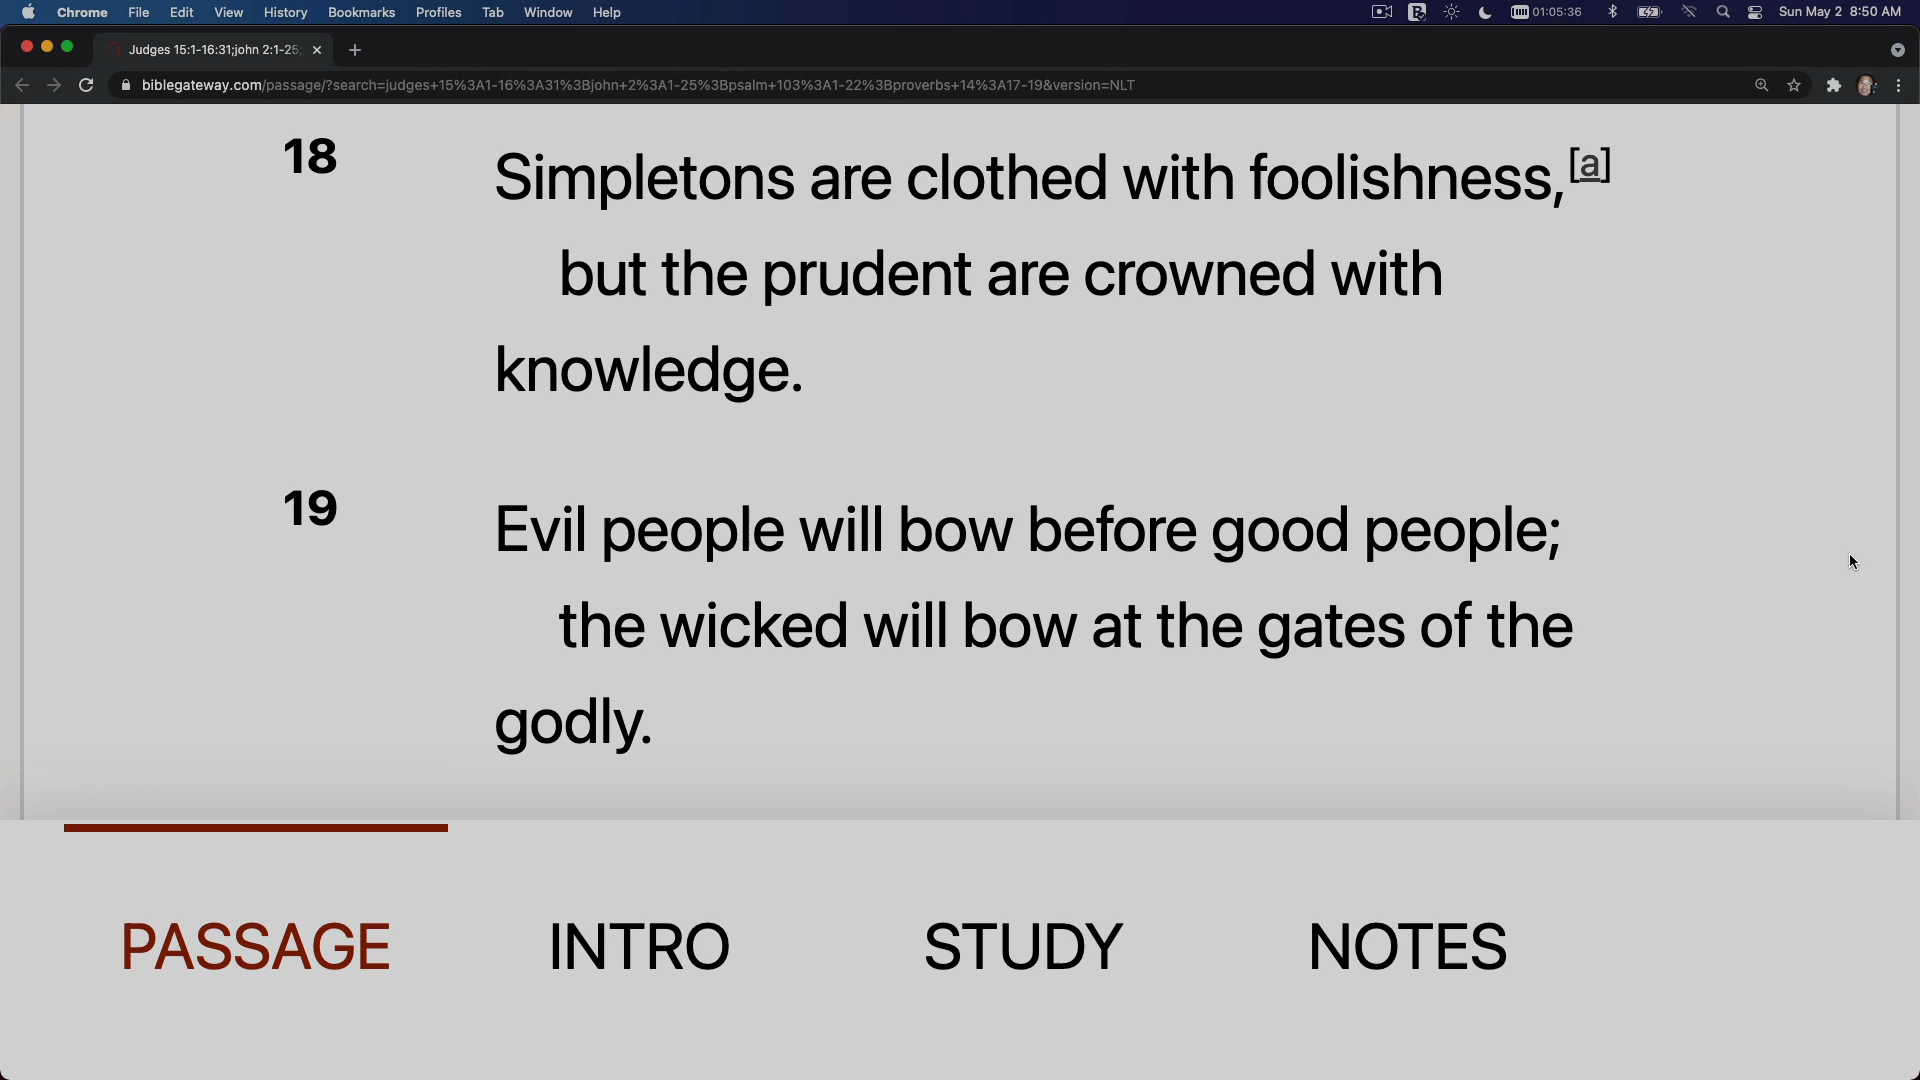 Chrome File Edit View History Bookmarks Profiles Tab Window Help 01:05:36 Sun May 2 8:50 AM
Judges 15:1-16:31;john 2:1-25;
biblegateway.com/passage/?search=judges+15%3A1-16%3A31%3Bjohn+2%3A1-25%3Bpsalm+103%3A1-22%3Bproverbs+14%3A17-19&version=NLT
18 Simpletons are clothed with foolishness,[a]
but the prudent are crowned with
knowledge.
19 Evil people will bow before good people;
the wicked will bow at the gates of the
godly.
PASSAGE INTRO STUDY NOTES